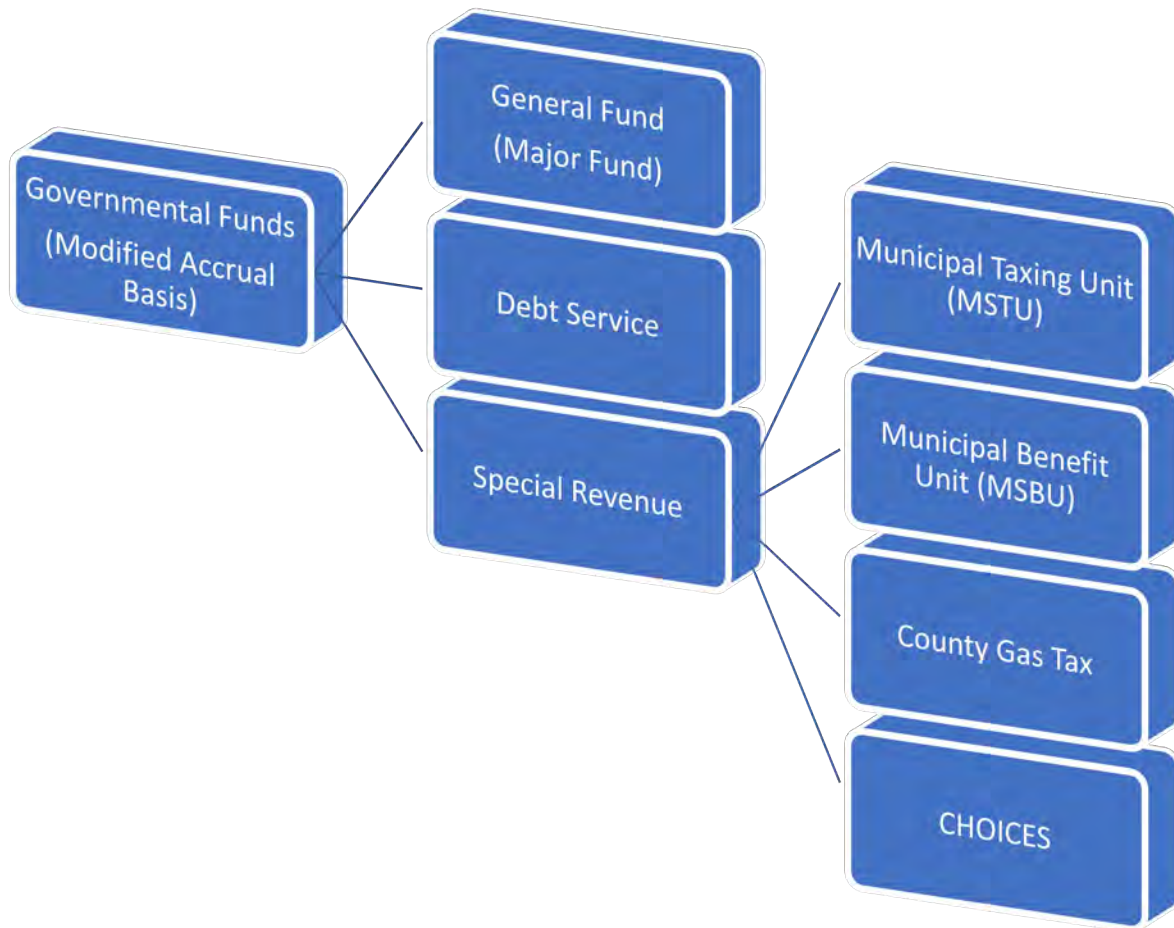 Governmental Funds
(Modified Accrual
Basis)
General Fund
(Major Fund)
Debt Service
Special Revenue
Municipal Taxing Unit
(MSTU)
Municipal Benefit
Unit (MSBU)
County Gas Tax
CHOICES